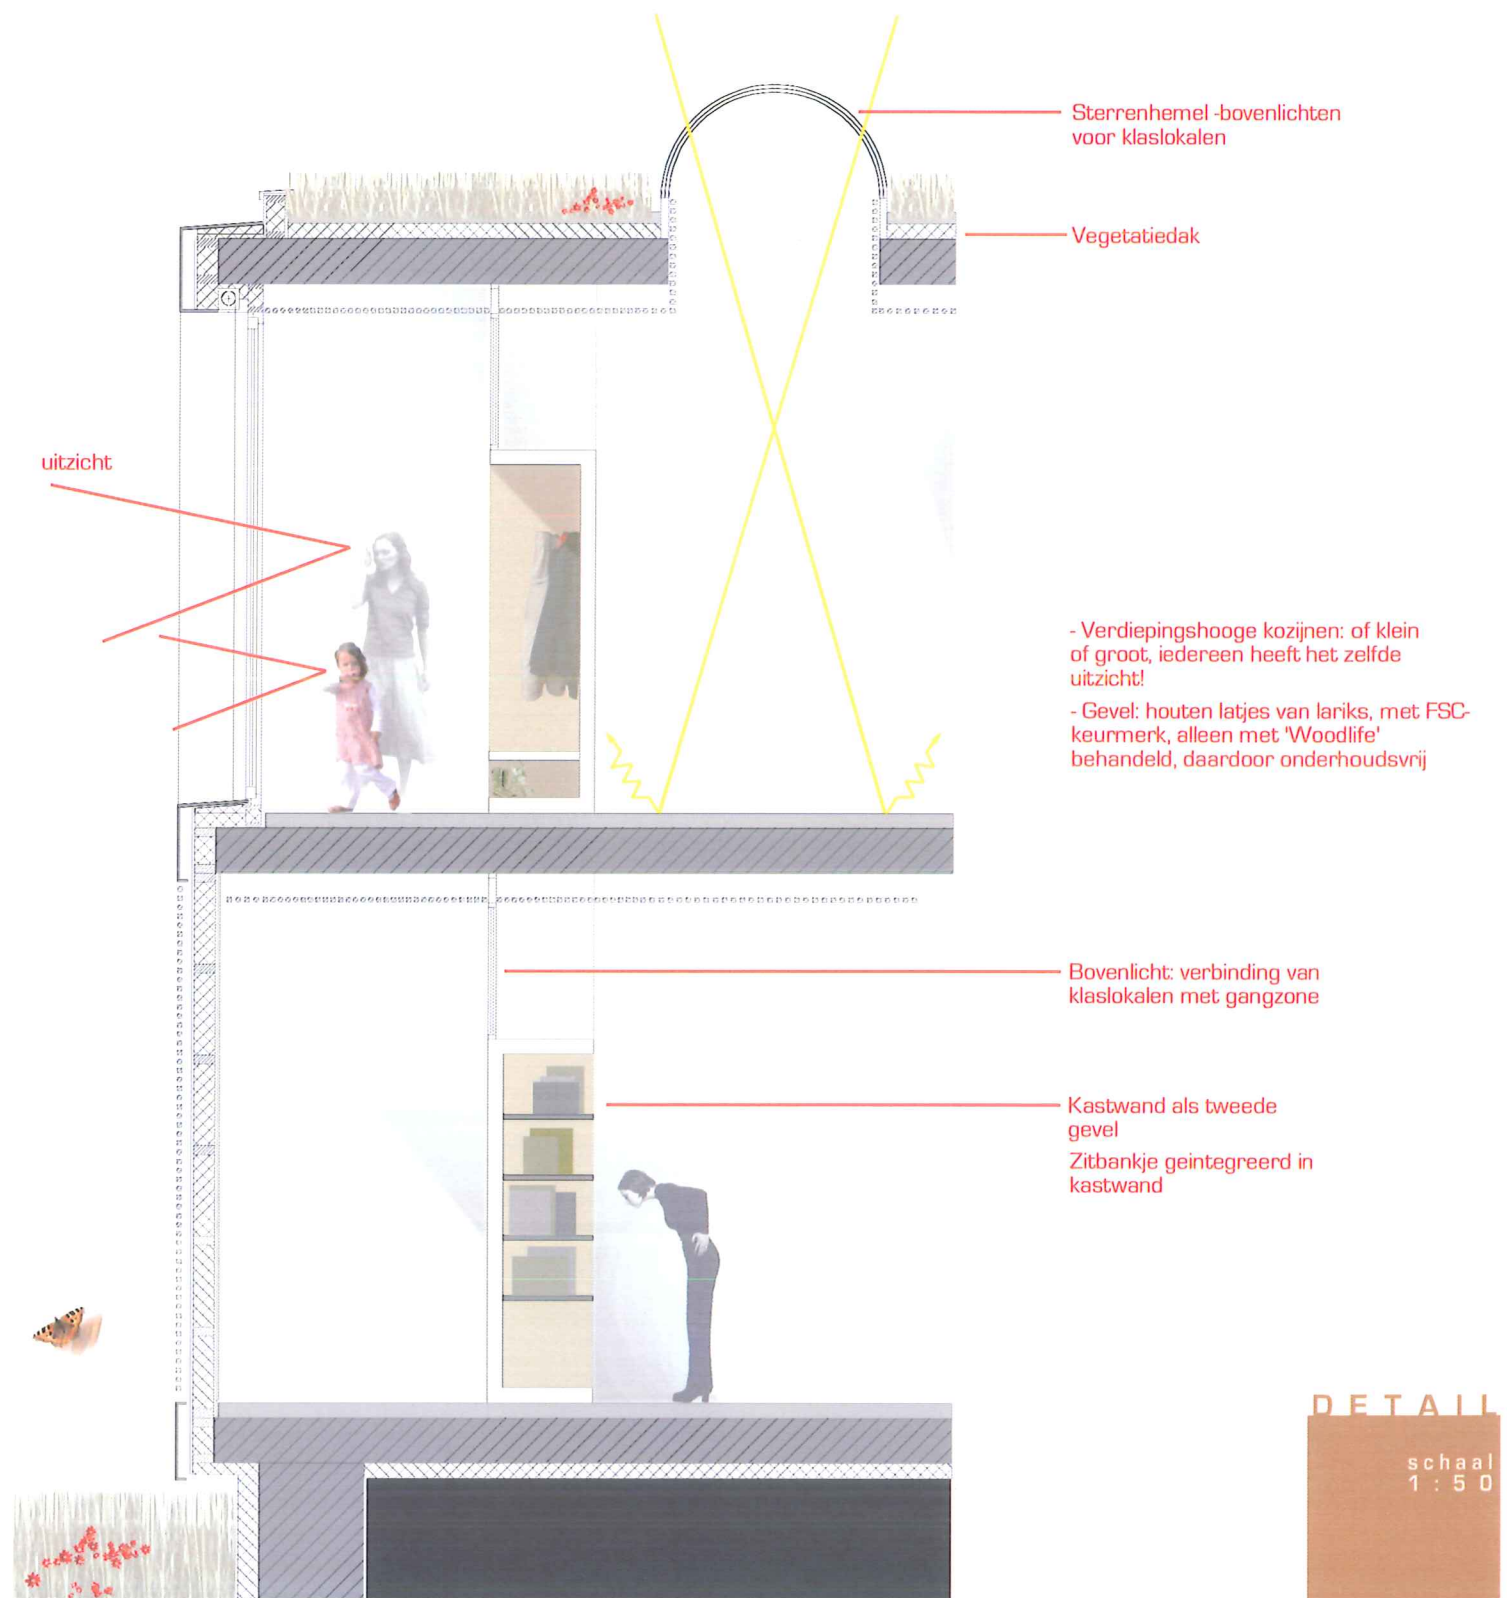 Sterrenhemel -bovenlichten
voor klaslokalen
Vegetatiedak
uitzicht
- Verdiepingshooge kozijnen: of klein
of groot, iedereen heeft het zelfde
uitzicht!
- Gevel: houten latjes van lariks, met FSC-
keurmerk, alleen met 'Woodlife'
behandeld, daardoor onderhoudsvrij
Bovenlicht: verbinding van
klaslokalen met gangzone
Kastwand als tweede
gevel
Zitbankje geintegreerd in
kastwand
DETAIL
schaal
1:50